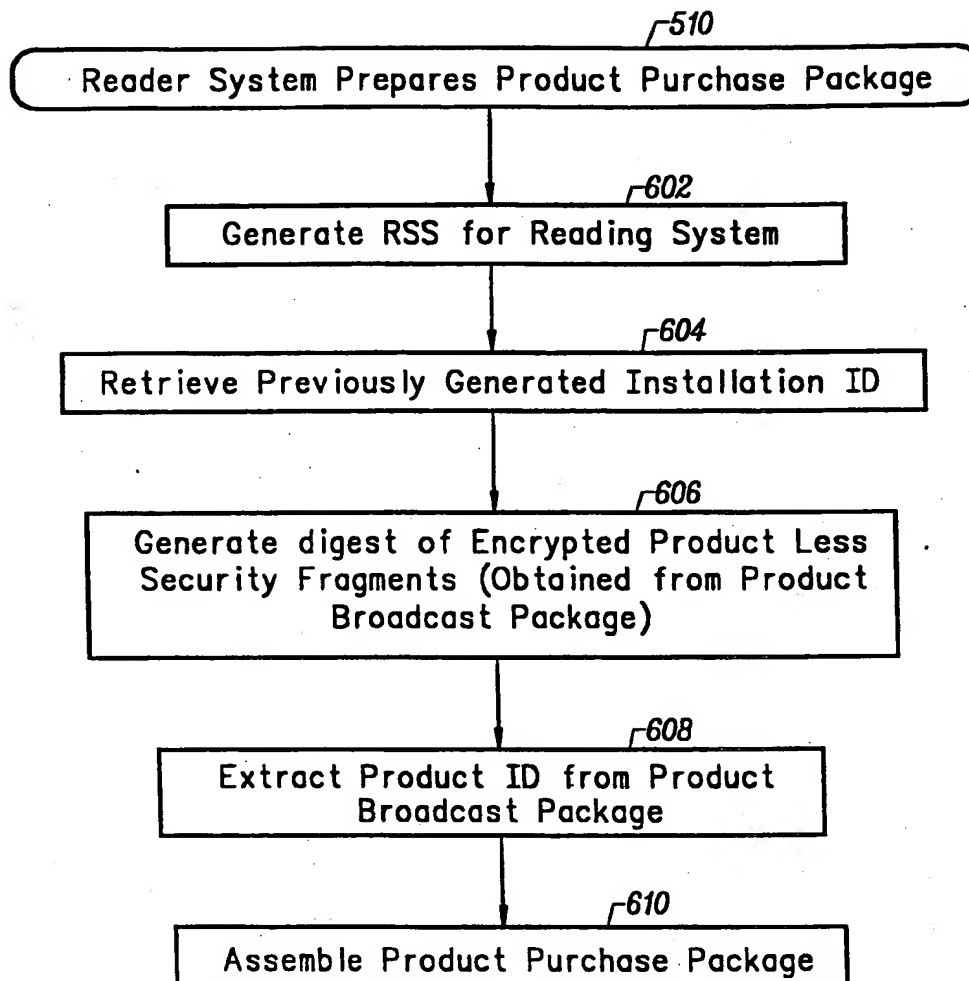 510
Reader System Prepares Product Purchase Package
602
Generate RSS for Reading System
604
Retrieve Previously Generated Installation ID
606
Generate digest of Encrypted Product Less
Security Fragments (Obtained from Product
Broadcast Package)
608
Extract Product ID from Product
Broadcast Package
610
Assemble Product Purchase Package